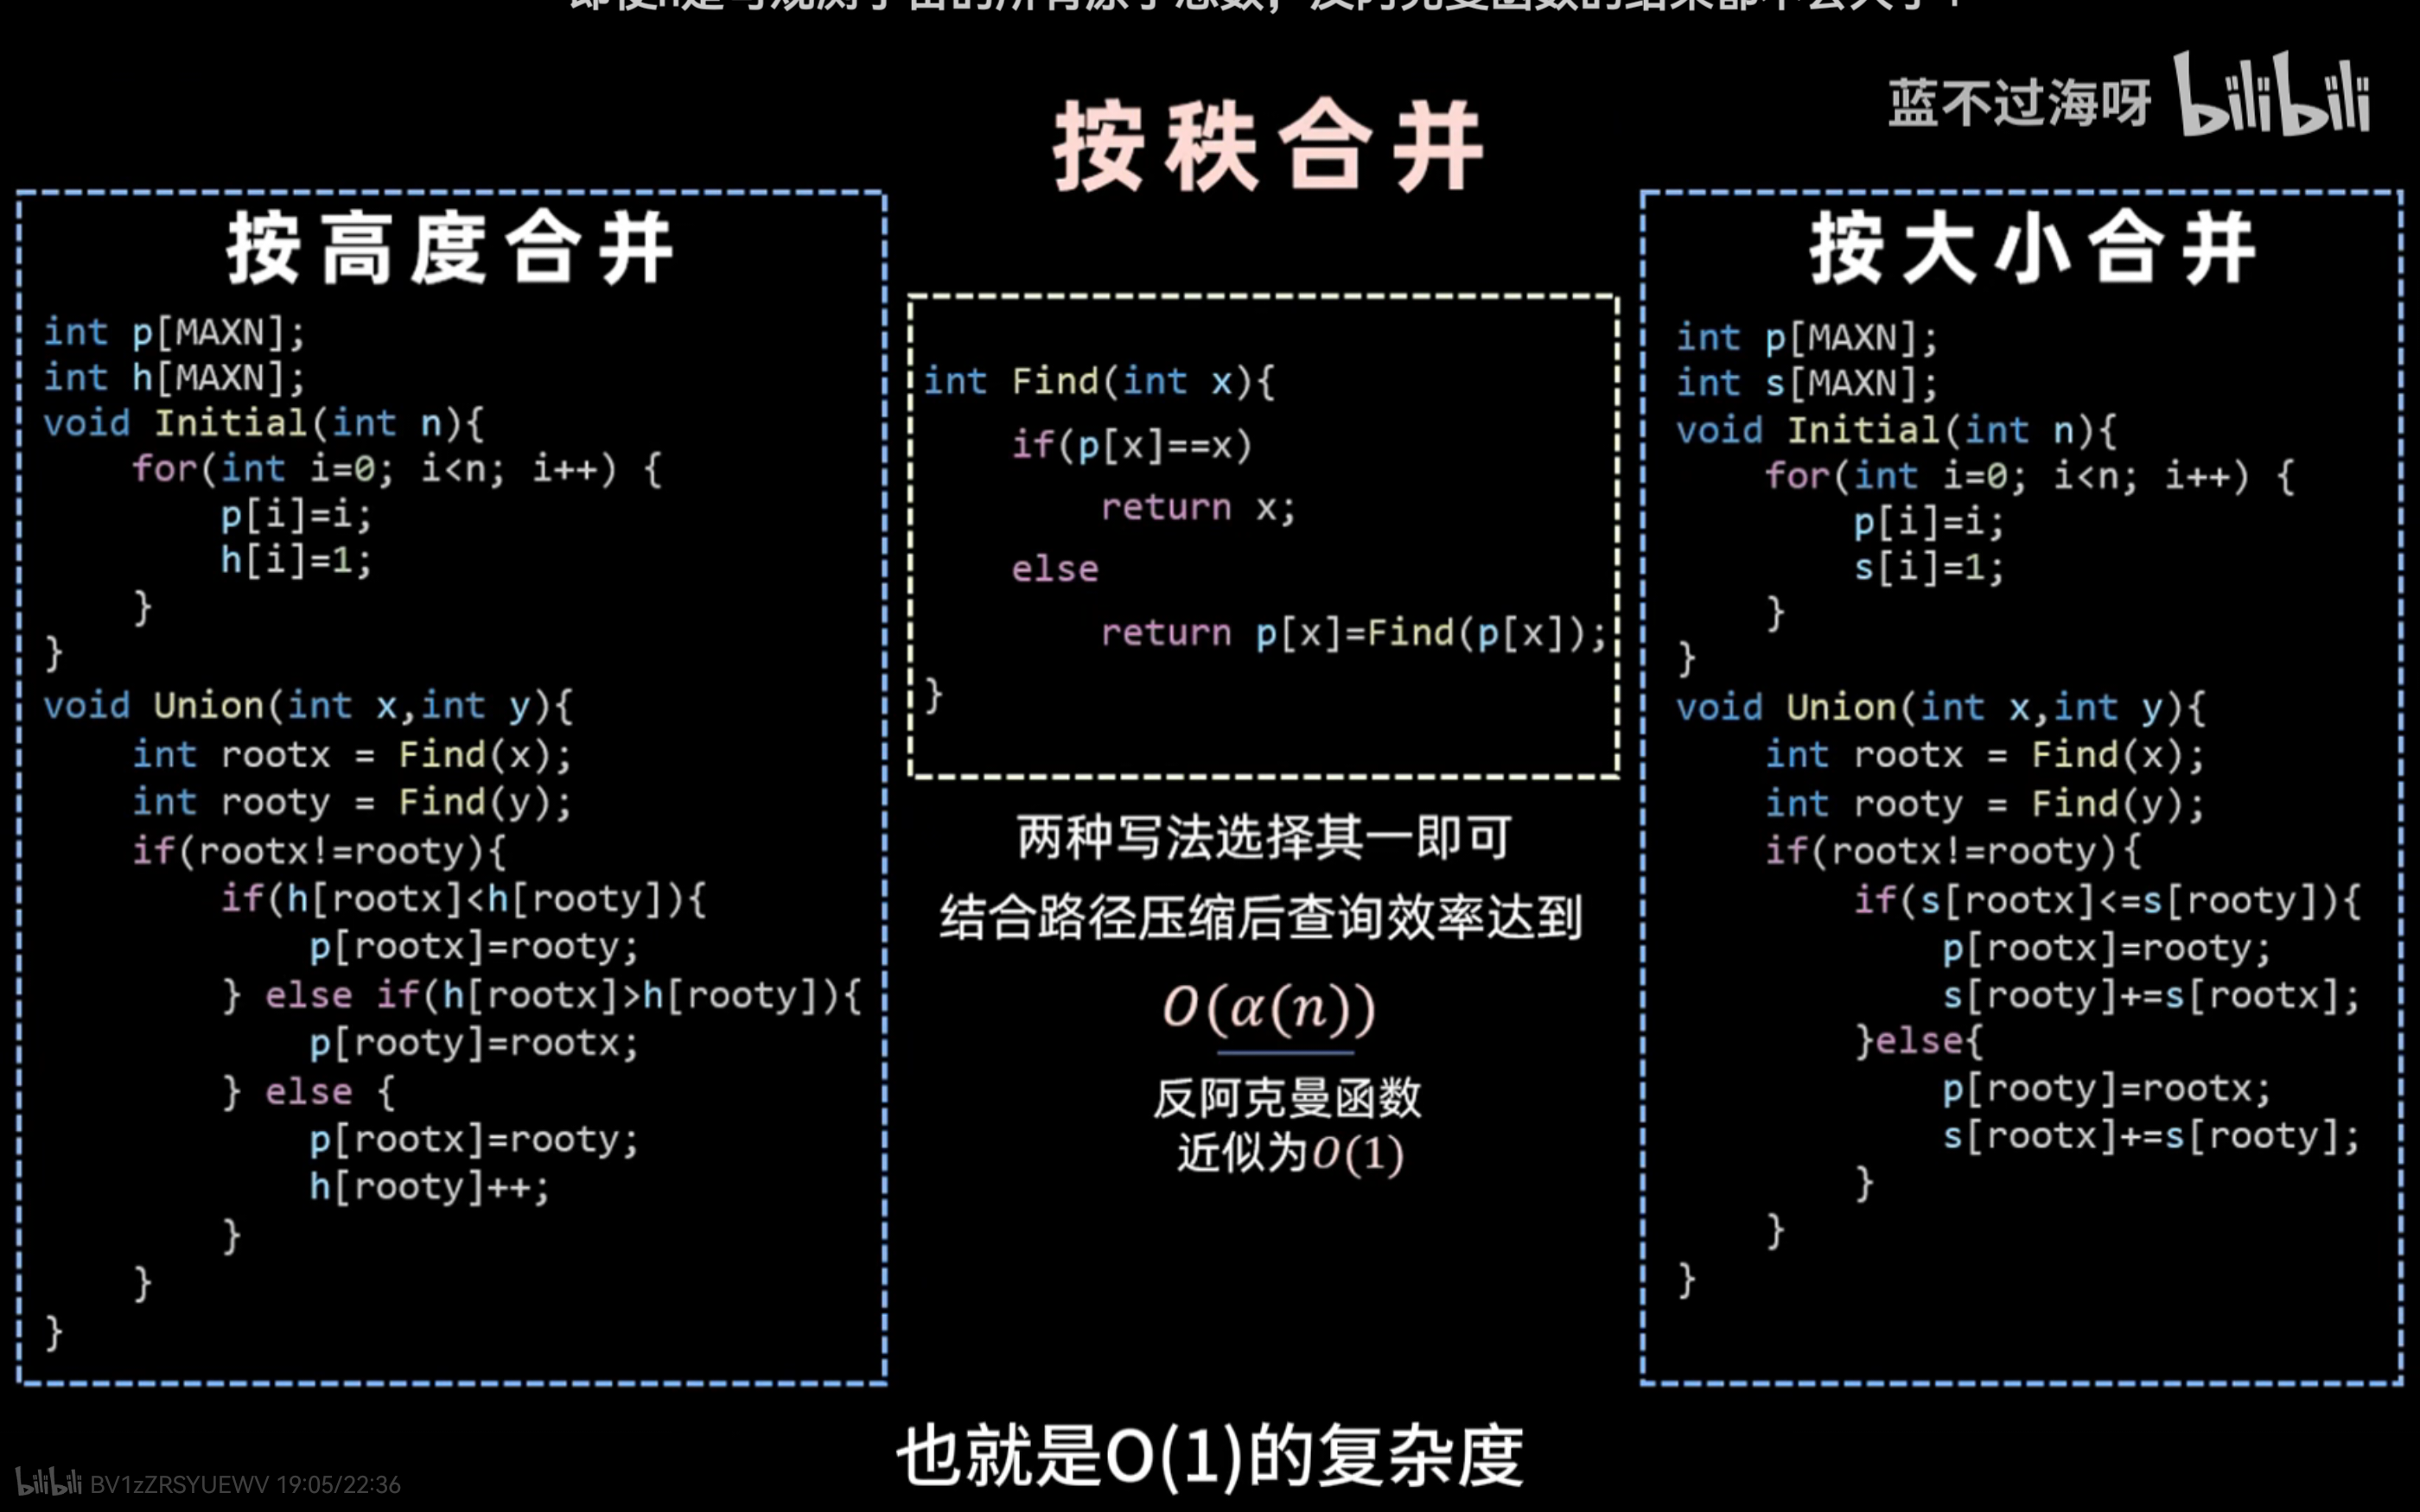 按秩合并
蓝不过海呀 bilibili
按高度合并
int p[MAXN];
int h[MAXN];
void Initial(int n){
    for(int i=0; i<n; i++) {
        p[i]=i;
        h[i]=1;
    }
}
void Union(int x,int y){
    int rootx = Find(x);
    int rooty = Find(y);
    if(rootx!=rooty){
        if(h[rootx]<h[rooty]){
            p[rootx]=rooty;
        } else if(h[rootx]>h[rooty]){
            p[rooty]=rootx;
        } else {
            p[rootx]=rooty;
            h[rooty]++;
        }
    }
}
int Find(int x){
    if(p[x]==x)
        return x;
    else
        return p[x]=Find(p[x]);
}
两种写法选择其一即可
结合路径压缩后查询效率达到
O(α(n))
反阿克曼函数
近似为O(1)
按大小合并
int p[MAXN];
int s[MAXN];
void Initial(int n){
    for(int i=0; i<n; i++) {
        p[i]=i;
        s[i]=1;
    }
}
void Union(int x,int y){
    int rootx = Find(x);
    int rooty = Find(y);
    if(rootx!=rooty){
        if(s[rootx]<=s[rooty]){
            p[rootx]=rooty;
            s[rooty]+=s[rootx];
        }else{
            p[rooty]=rootx;
            s[rootx]+=s[rooty];
        }
    }
}
也就是O(1)的复杂度
bilibili BV1zZRSYUEWV 19:05/22:36